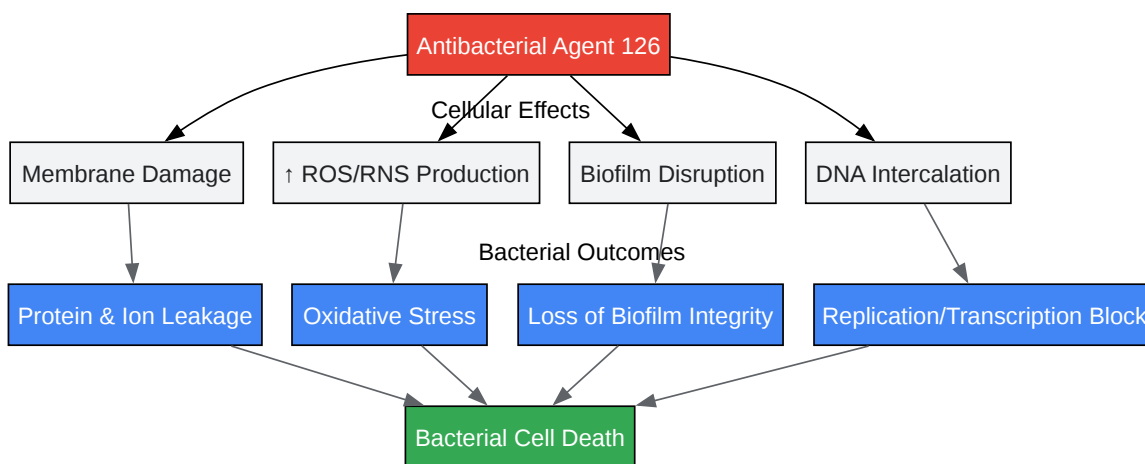 Antibacterial Agent 126
Cellular Effects
Membrane Damage
↑ ROS/RNS Production
Biofilm Disruption
DNA Intercalation
Bacterial Outcomes
Protein & Ion Leakage
Oxidative Stress
Loss of Biofilm Integrity
Replication/Transcription Block
Bacterial Cell Death